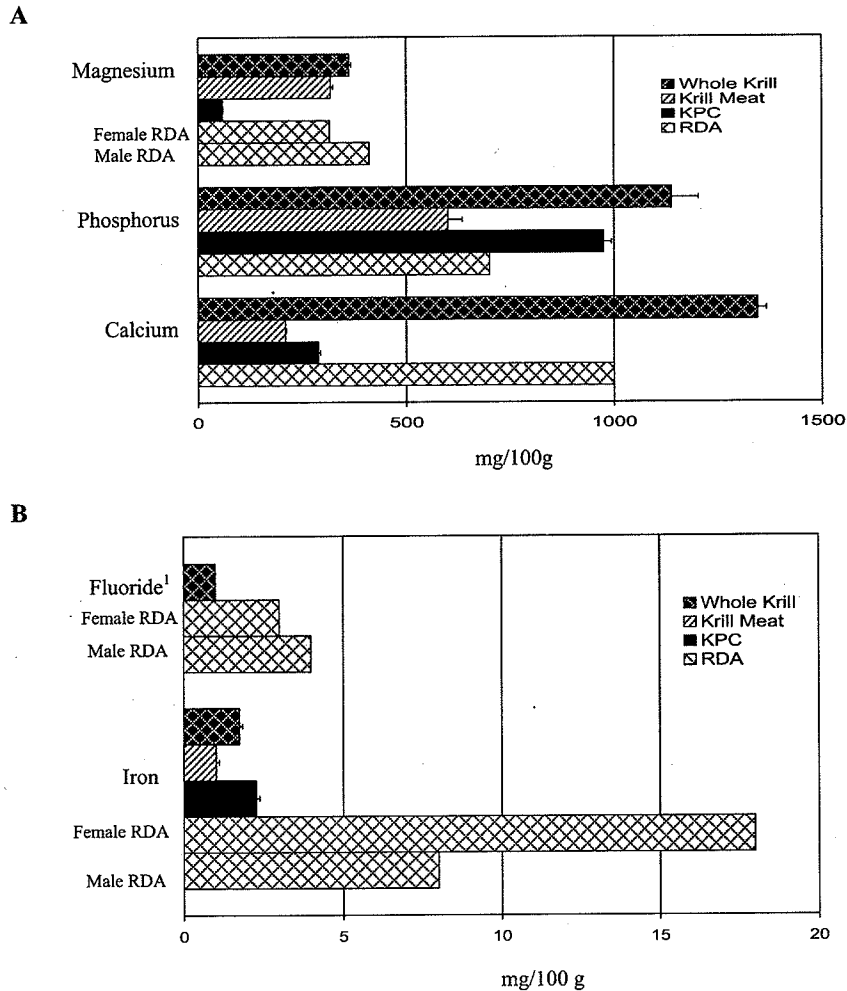 A
Magnesium
Female RDA
Male RDA
Phosphorus
Calcium
Whole Krill
Krill Meat
KPC
RDA
0 500 1000 1500
mg/100g
B
Fluoride¹
Female RDA
Male RDA
Iron
Female RDA
Male RDA
Whole Krill
Krill Meat
KPC
RDA
0 5 10 15 20
mg/100 g